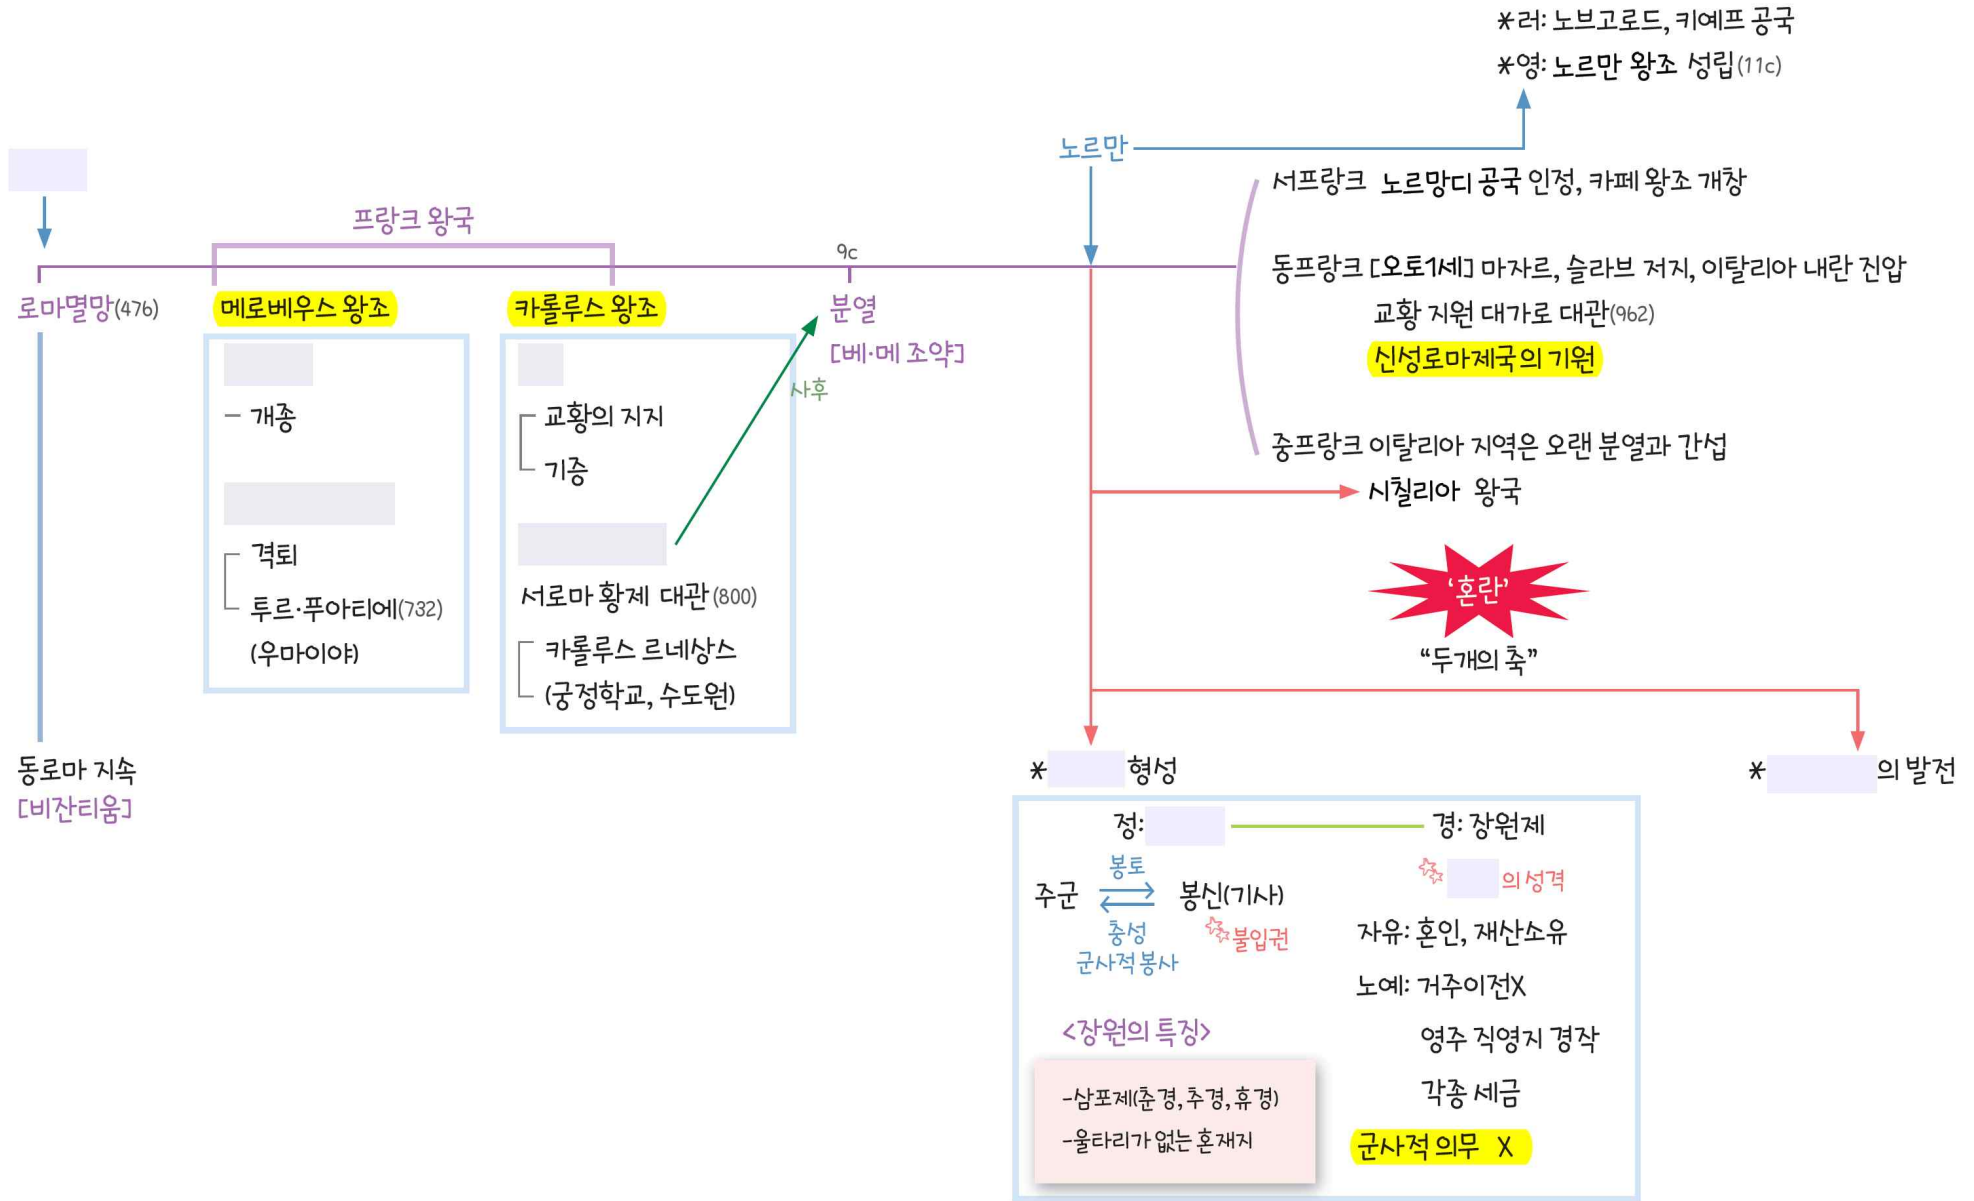 *러: 노브고로드, 키예프 공국
*영: 노르만 왕조 성립(11c)
노르만
서프랑크 노르망디 공국 인정, 카페 왕조 개창
프랑크 왕국
9c
동프랑크 [오토1세] 마자르, 슬라브 저지, 이탈리아 내란 진압
교황 지원 대가로 대관(962)
신성로마제국의 기원
로마멸망(476)
메로베우스 왕조
카롤루스 왕조
분열
[베·메 조약]
사후
- 개종
교황의 지지
기증
중프랑크 이탈리아 지역은 오랜 분열과 간섭
시칠리아 왕국
격퇴
투르·푸아티에(732)
(우마이야)
서로마 황제 대관(800)
카롤루스 르네상스
(궁정학교, 수도원)
'혼란'
"두개의 축"
동로마 지속
[비잔티움]
* 형성
* 의 발전
정:
경: 장원제
주군
봉토
봉신(기사)
충성
군사적 봉사
불입권
의 성격
자유: 혼인, 재산소유
노예: 거주이전X
영주 직영지 경작
각종 세금
군사적 의무 X
<장원의 특징>
-삼포제(춘경, 추경, 휴경)
-울타리가 없는 혼재지